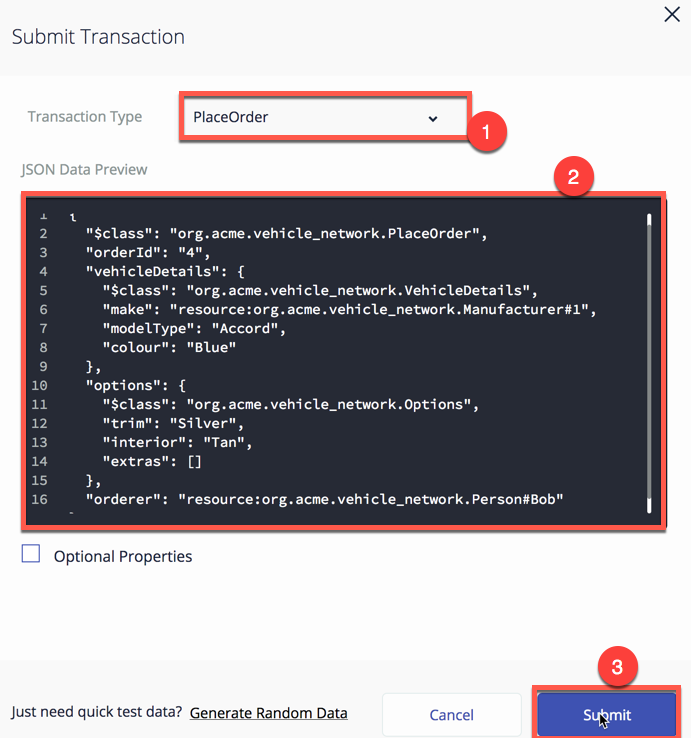 Submit Transaction
Transaction Type
PlaceOrder
1
JSON Data Preview
2
1 {
2 "$class": "org.acme.vehicle_network.PlaceOrder",
3 "orderId": "4",
4 "vehicleDetails": {
5 "$class": "org.acme.vehicle_network.VehicleDetails",
6 "make": "resource:org.acme.vehicle_network.Manufacturer#1",
7 "modelType": "Accord",
8 "colour": "Blue"
9 },
10 "options": {
11 "$class": "org.acme.vehicle_network.Options",
12 "trim": "Silver",
13 "interior": "Tan",
14 "extras": []
15 },
16 "orderer": "resource:org.acme.vehicle_network.Person#Bob"
Optional Properties
3
Just need quick test data? Generate Random Data
Cancel
Submit